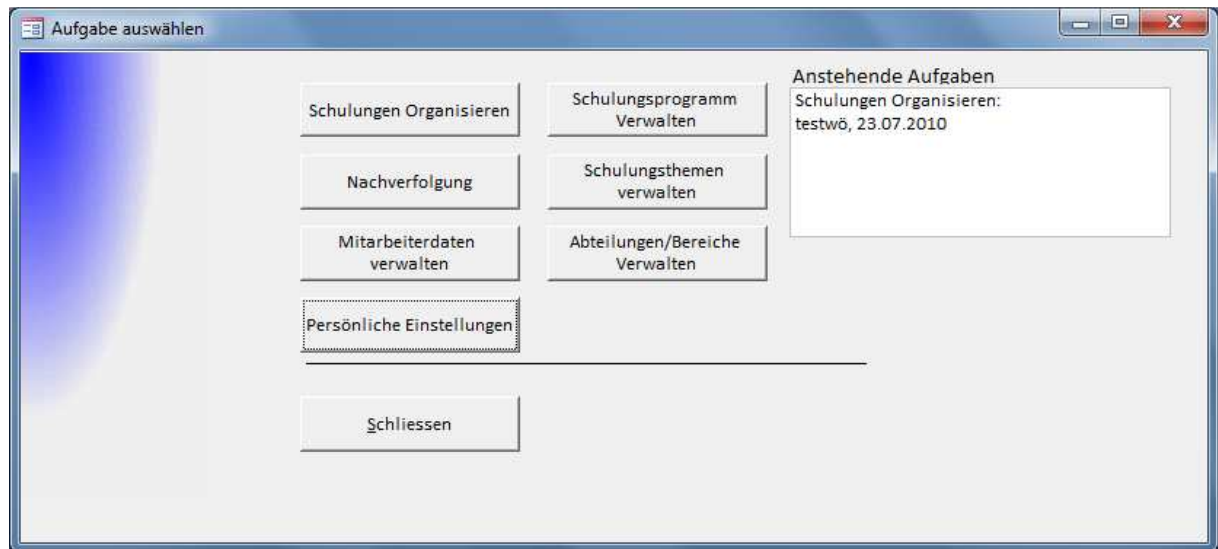 Aufgabe auswählen
Schulungen Organisieren
Schulungsprogramm
Verwalten
Nachverfolgung
Schulungsthemen
verwalten
Mitarbeiterdaten
verwalten
Abteilungen/Bereiche
Verwalten
Persönliche Einstellungen
Schliessen
Anstehende Aufgaben
Schulungen Organisieren:
testwö, 23.07.2010